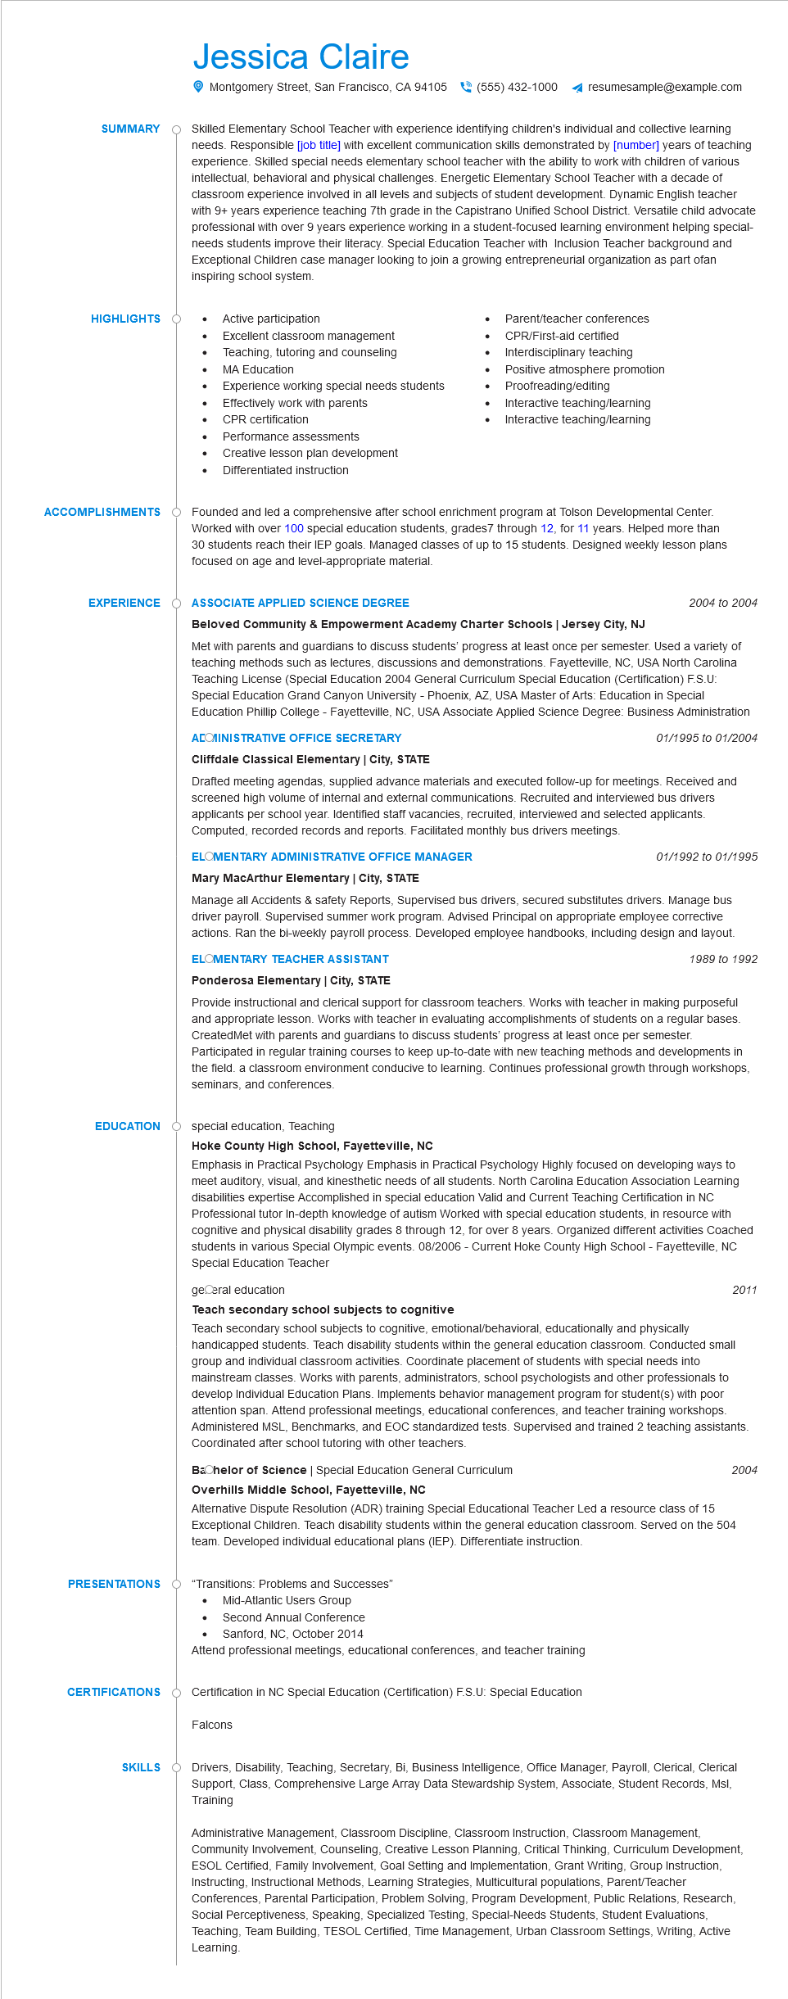 Jessica Claire
Montgomery Street, San Francisco, CA 94105 (555) 432-1000 resumesample@example.com
SUMMARY
Skilled Elementary School Teacher with experience identifying children's individual and collective learning
needs. Responsible [job title] with excellent communication skills demonstrated by [number] years of teaching
experience. Skilled special needs elementary school teacher with the ability to work with children of various
intellectual, behavioral and physical challenges. Energetic Elementary School Teacher with a decade of
classroom experience involved in all levels and subjects of student development. Dynamic English teacher
with 9+ years experience teaching 7th grade in the Capistrano Unified School District. Versatile child advocate
professional with over 9 years experience working in a student-focused learning environment helping special-
needs students improve their literacy. Special Education Teacher with Inclusion Teacher background and
Exceptional Children case manager looking to join a growing entrepreneurial organization as part ofan
inspiring school system.
HIGHLIGHTS
• Active participation
• Excellent classroom management
• Teaching, tutoring and counseling
• MA Education
• Experience working special needs students
• Effectively work with parents
• CPR certification
• Performance assessments
• Creative lesson plan development
• Differentiated instruction
• Parent/teacher conferences
• CPR/First-aid certified
• Interdisciplinary teaching
• Positive atmosphere promotion
• Proofreading/editing
• Interactive teaching/learning
• Interactive teaching/learning
ACCOMPLISHMENTS
Founded and led a comprehensive after school enrichment program at Tolson Developmental Center.
Worked with over 100 special education students, grades7 through 12, for 11 years. Helped more than
30 students reach their IEP goals. Managed classes of up to 15 students. Designed weekly lesson plans
focused on age and level-appropriate material.
EXPERIENCE
ASSOCIATE APPLIED SCIENCE DEGREE 2004 to 2004
Beloved Community & Empowerment Academy Charter Schools | Jersey City, NJ
Met with parents and guardians to discuss students' progress at least once per semester. Used a variety of
teaching methods such as lectures, discussions and demonstrations. Fayetteville, NC, USA North Carolina
Teaching License (Special Education 2004 General Curriculum Special Education (Certification) F.S.U:
Special Education Grand Canyon University - Phoenix, AZ, USA Master of Arts: Education in Special
Education Phillip College - Fayetteville, NC, USA Associate Applied Science Degree: Business Administration
ADMINISTRATIVE OFFICE SECRETARY 01/1995 to 01/2004
Cliffdale Classical Elementary | City, STATE
Drafted meeting agendas, supplied advance materials and executed follow-up for meetings. Received and
screened high volume of internal and external communications. Recruited and interviewed bus drivers
applicants per school year. Identified staff vacancies, recruited, interviewed and selected applicants.
Computed, recorded records and reports. Facilitated monthly bus drivers meetings.
ELEMENTARY ADMINISTRATIVE OFFICE MANAGER 01/1992 to 01/1995
Mary MacArthur Elementary | City, STATE
Manage all Accidents & safety Reports, Supervised bus drivers, secured substitutes drivers. Manage bus
driver payroll. Supervised summer work program. Advised Principal on appropriate employee corrective
actions. Ran the bi-weekly payroll process. Developed employee handbooks, including design and layout.
ELEMENTARY TEACHER ASSISTANT 1989 to 1992
Ponderosa Elementary | City, STATE
Provide instructional and clerical support for classroom teachers. Works with teacher in making purposeful
and appropriate lesson. Works with teacher in evaluating accomplishments of students on a regular bases.
CreatedMet with parents and guardians to discuss students' progress at least once per semester.
Participated in regular training courses to keep up-to-date with new teaching methods and developments in
the field. a classroom environment conducive to learning. Continues professional growth through workshops,
seminars, and conferences.
EDUCATION
special education, Teaching
Hoke County High School, Fayetteville, NC
Emphasis in Practical Psychology Emphasis in Practical Psychology Highly focused on developing ways to
meet auditory, visual, and kinesthetic needs of all students. North Carolina Education Association Learning
disabilities expertise Accomplished in special education Valid and Current Teaching Certification in NC
Professional tutor In-depth knowledge of autism Worked with special education students, in resource with
cognitive and physical disability grades 8 through 12, for over 8 years. Organized different activities Coached
students in various Special Olympic events. 08/2006 - Current Hoke County High School - Fayetteville, NC
Special Education Teacher
general education 2011
Teach secondary school subjects to cognitive
Teach secondary school subjects to cognitive, emotional/behavioral, educationally and physically
handicapped students. Teach disability students within the general education classroom. Conducted small
group and individual classroom activities. Coordinate placement of students with special needs into
mainstream classes. Works with parents, administrators, school psychologists and other professionals to
develop Individual Education Plans. Implements behavior management program for student(s) with poor
attention span. Attend professional meetings, educational conferences, and teacher training workshops.
Administered MSL, Benchmarks, and EOC standardized tests. Supervised and trained 2 teaching assistants.
Coordinated after school tutoring with other teachers.
Bachelor of Science | Special Education General Curriculum 2004
Overhills Middle School, Fayetteville, NC
Alternative Dispute Resolution (ADR) training Special Educational Teacher Led a resource class of 15
Exceptional Children. Teach disability students within the general education classroom. Served on the 504
team. Developed individual educational plans (IEP). Differentiate instruction.
PRESENTATIONS
“Transitions: Problems and Successes”
• Mid-Atlantic Users Group
• Second Annual Conference
• Sanford, NC, October 2014
Attend professional meetings, educational conferences, and teacher training
CERTIFICATIONS
Certification in NC Special Education (Certification) F.S.U: Special Education
Falcons
SKILLS
Drivers, Disability, Teaching, Secretary, Bi, Business Intelligence, Office Manager, Payroll, Clerical, Clerical
Support, Class, Comprehensive Large Array Data Stewardship System, Associate, Student Records, Msl,
Training
Administrative Management, Classroom Discipline, Classroom Instruction, Classroom Management,
Community Involvement, Counseling, Creative Lesson Planning, Critical Thinking, Curriculum Development,
ESOL Certified, Family Involvement, Goal Setting and Implementation, Grant Writing, Group Instruction,
Instructing, Instructional Methods, Learning Strategies, Multicultural populations, Parent/Teacher
Conferences, Parental Participation, Problem Solving, Program Development, Public Relations, Research,
Social Perceptiveness, Speaking, Specialized Testing, Special-Needs Students, Student Evaluations,
Teaching, Team Building, TESOL Certified, Time Management, Urban Classroom Settings, Writing, Active
Learning.